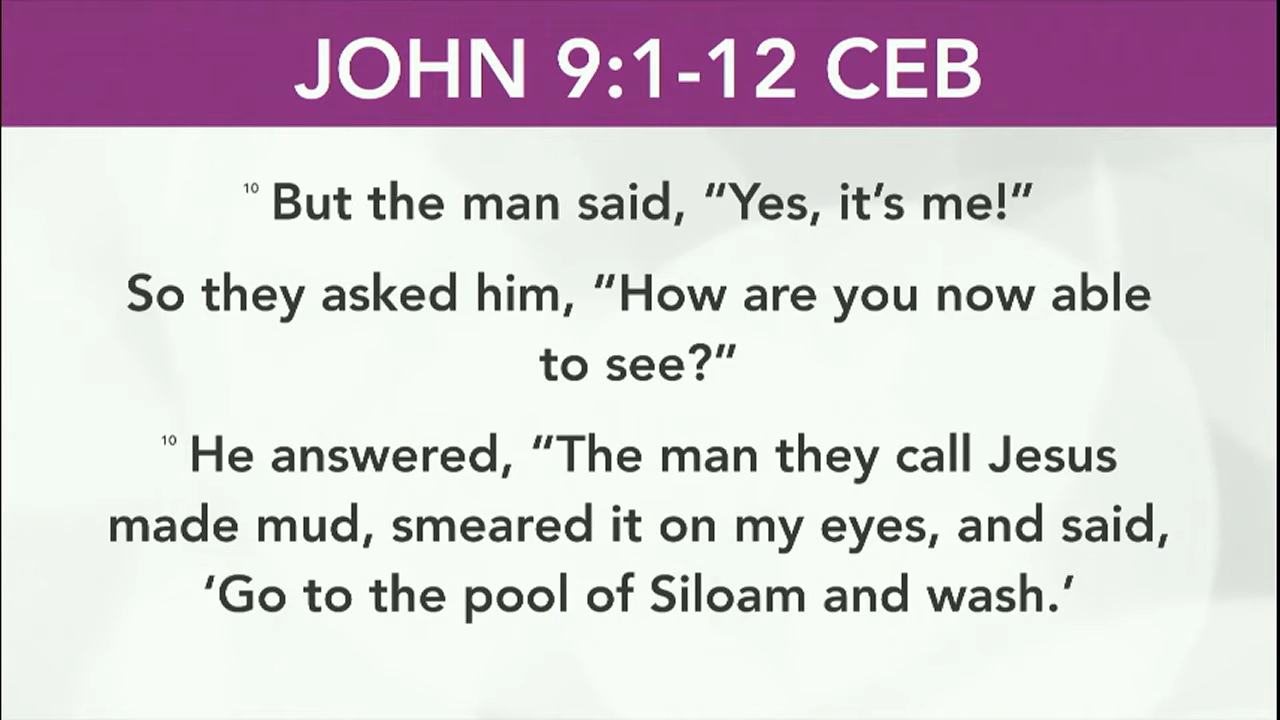 JOHN 9:1-12 CEB
10 But the man said, “Yes, it’s me!”
So they asked him, “How are you now able
to see?”
10 He answered, “The man they call Jesus
made mud, smeared it on my eyes, and said,
‘Go to the pool of Siloam and wash.’